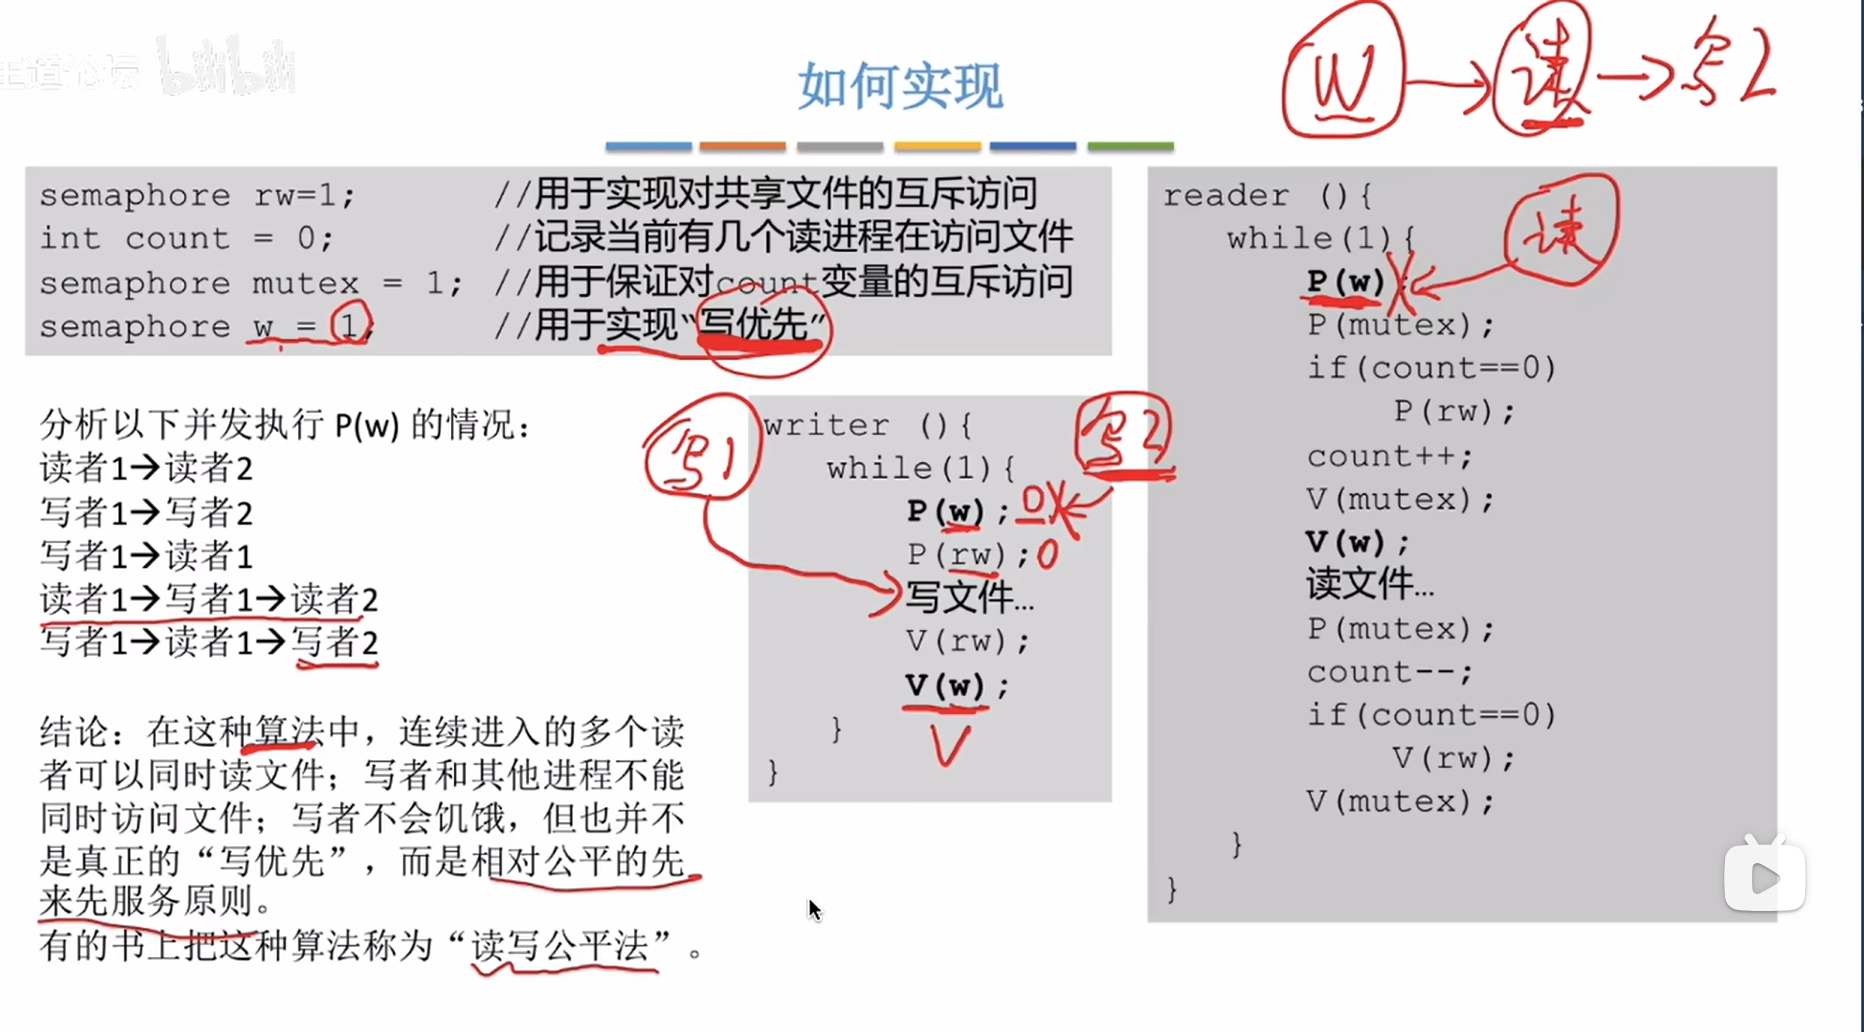 王道论坛 bilibili
如何实现
W → 读 → 写2
semaphore rw=1; //用于实现对共享文件的互斥访问
int count = 0; //记录当前有几个读进程在访问文件
semaphore mutex = 1; //用于保证对count变量的互斥访问
semaphore w = 1; //用于实现“写优先”
分析以下并发执行 P(w) 的情况：
读者1→读者2
写者1→写者2
写者1→读者1
读者1→写者1→读者2
写者1→读者1→写者2
结论：在这种算法中，连续进入的多个读
者可以同时读文件；写者和其他进程不能
同时访问文件；写者不会饥饿，但也并不
是真正的“写优先”，而是相对公平的先
来先服务原则。
有的书上把这种算法称为“读写公平法”。
写1
写2
writer (){
while(1){
P(w); 0
P(rw); 0
写文件...
V(rw);
V(w);
V
}
}
reader (){
读
while(1){
P(w);
P(mutex);
if(count==0)
P(rw);
count++;
V(mutex);
V(w);
读文件...
P(mutex);
count--;
if(count==0)
V(rw);
V(mutex);
}
}